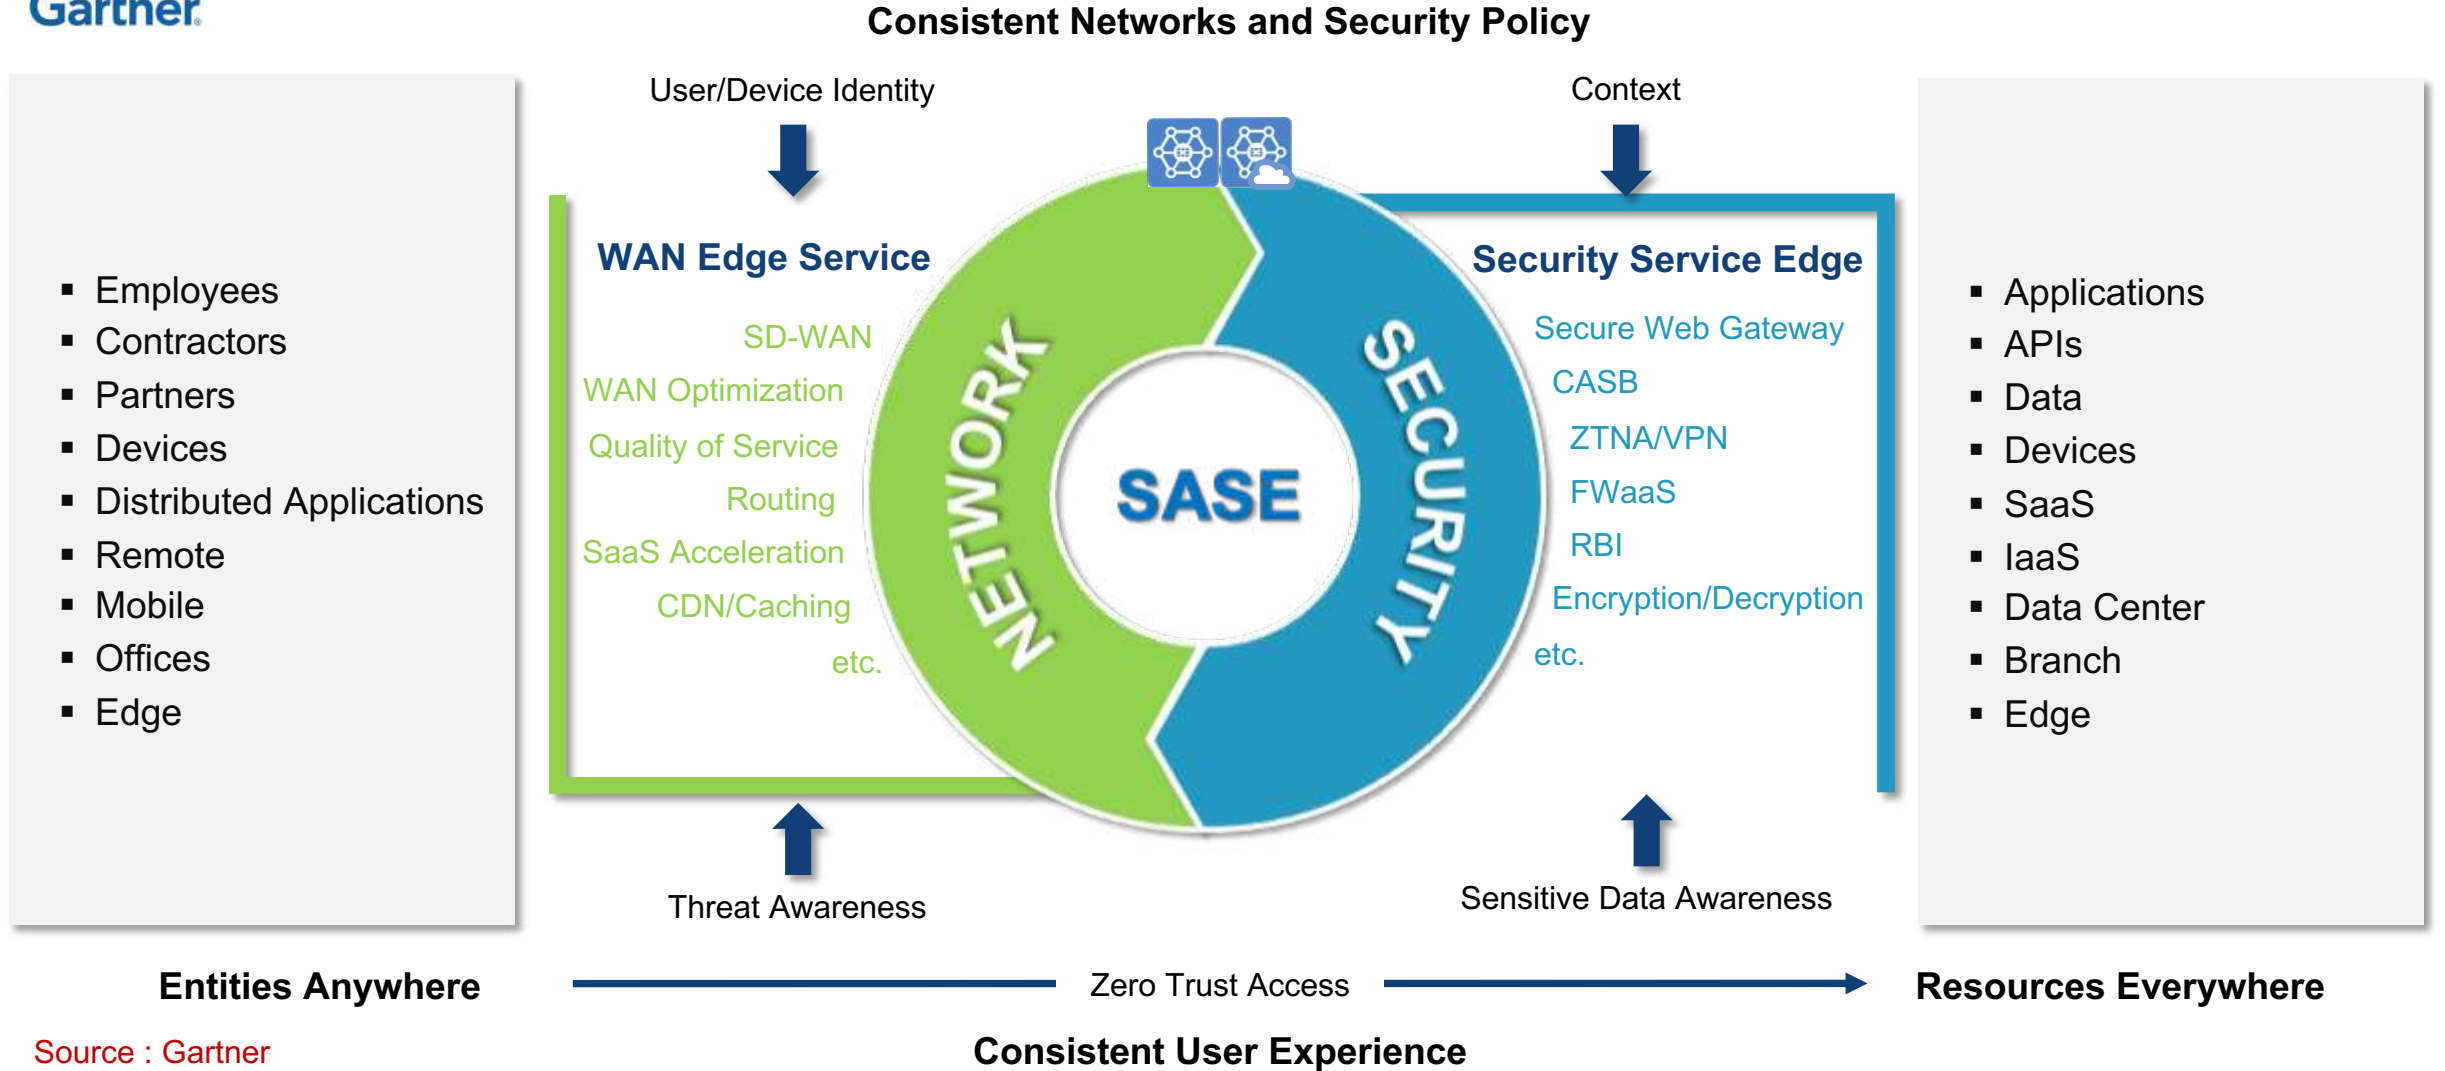 Gartner
Consistent Networks and Security Policy
User/Device Identity
Context
Employees
Contractors
Partners
Devices
Distributed Applications
Remote
Mobile
Offices
Edge
WAN Edge Service
SD-WAN
WAN Optimization
Quality of Service
Routing
SaaS Acceleration
CDN/Caching
etc.
NETWORK
SASE
SECURITY
Security Service Edge
Secure Web Gateway
CASB
ZTNA/VPN
FWaaS
RBI
Encryption/Decryption
etc.
Applications
APIs
Data
Devices
SaaS
IaaS
Data Center
Branch
Edge
Threat Awareness
Sensitive Data Awareness
Entities Anywhere
Zero Trust Access
Resources Everywhere
Source : Gartner
Consistent User Experience